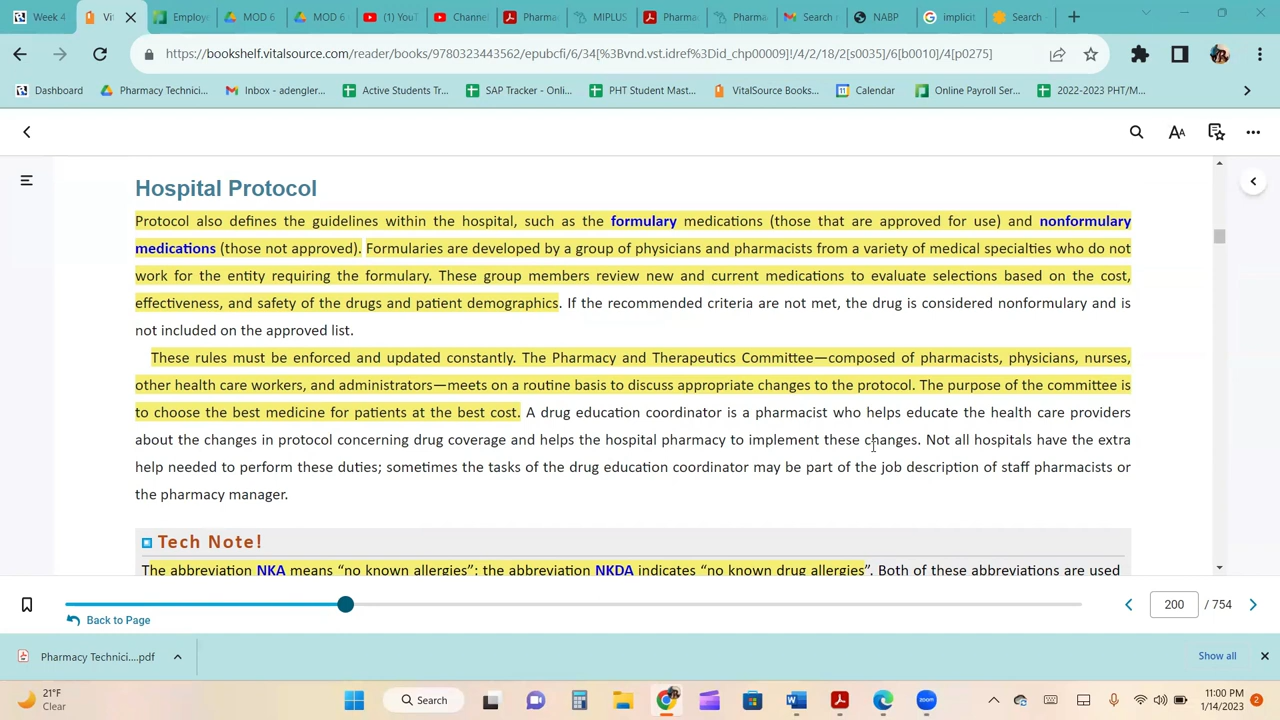 Week 4
Vit
Employe
MOD 6
MOD 6
(1) You
Channel
Pharma
MIPLUS
Pharma
Pharma
Search
NABP
implicit
Search
https://bookshelf.vitalsource.com/reader/books/9780323443562/epubcfi/6/34[%3Bvnd.vst.idref%3Did_chp00009]!/4/2/18/2[s0035]/6[b0010]/4[p0275]
Dashboard
Pharmacy Technici...
Inbox - adengler...
Active Students Tr...
SAP Tracker - Onli...
PHT Student Mast...
VitalSource Books...
Calendar
Online Payroll Ser...
2022-2023 PHT/M...
Hospital Protocol
Protocol also defines the guidelines within the hospital, such as the formulary medications (those that are approved for use) and nonformulary
medications (those not approved). Formularies are developed by a group of physicians and pharmacists from a variety of medical specialties who do not
work for the entity requiring the formulary. These group members review new and current medications to evaluate selections based on the cost,
effectiveness, and safety of the drugs and patient demographics. If the recommended criteria are not met, the drug is considered nonformulary and is
not included on the approved list.
These rules must be enforced and updated constantly. The Pharmacy and Therapeutics Committee—composed of pharmacists, physicians, nurses,
other health care workers, and administrators—meets on a routine basis to discuss appropriate changes to the protocol. The purpose of the committee is
to choose the best medicine for patients at the best cost. A drug education coordinator is a pharmacist who helps educate the health care providers
about the changes in protocol concerning drug coverage and helps the hospital pharmacy to implement these changes. Not all hospitals have the extra
help needed to perform these duties; sometimes the tasks of the drug education coordinator may be part of the job description of staff pharmacists or
the pharmacy manager.
Tech Note!
The abbreviation NKA means “no known allergies”; the abbreviation NKDA indicates “no known drug allergies”. Both of these abbreviations are used
200 / 754
Back to Page
Pharmacy Technici....pdf
Show all
21°F
Clear
Search
11:00 PM
1/14/2023
2